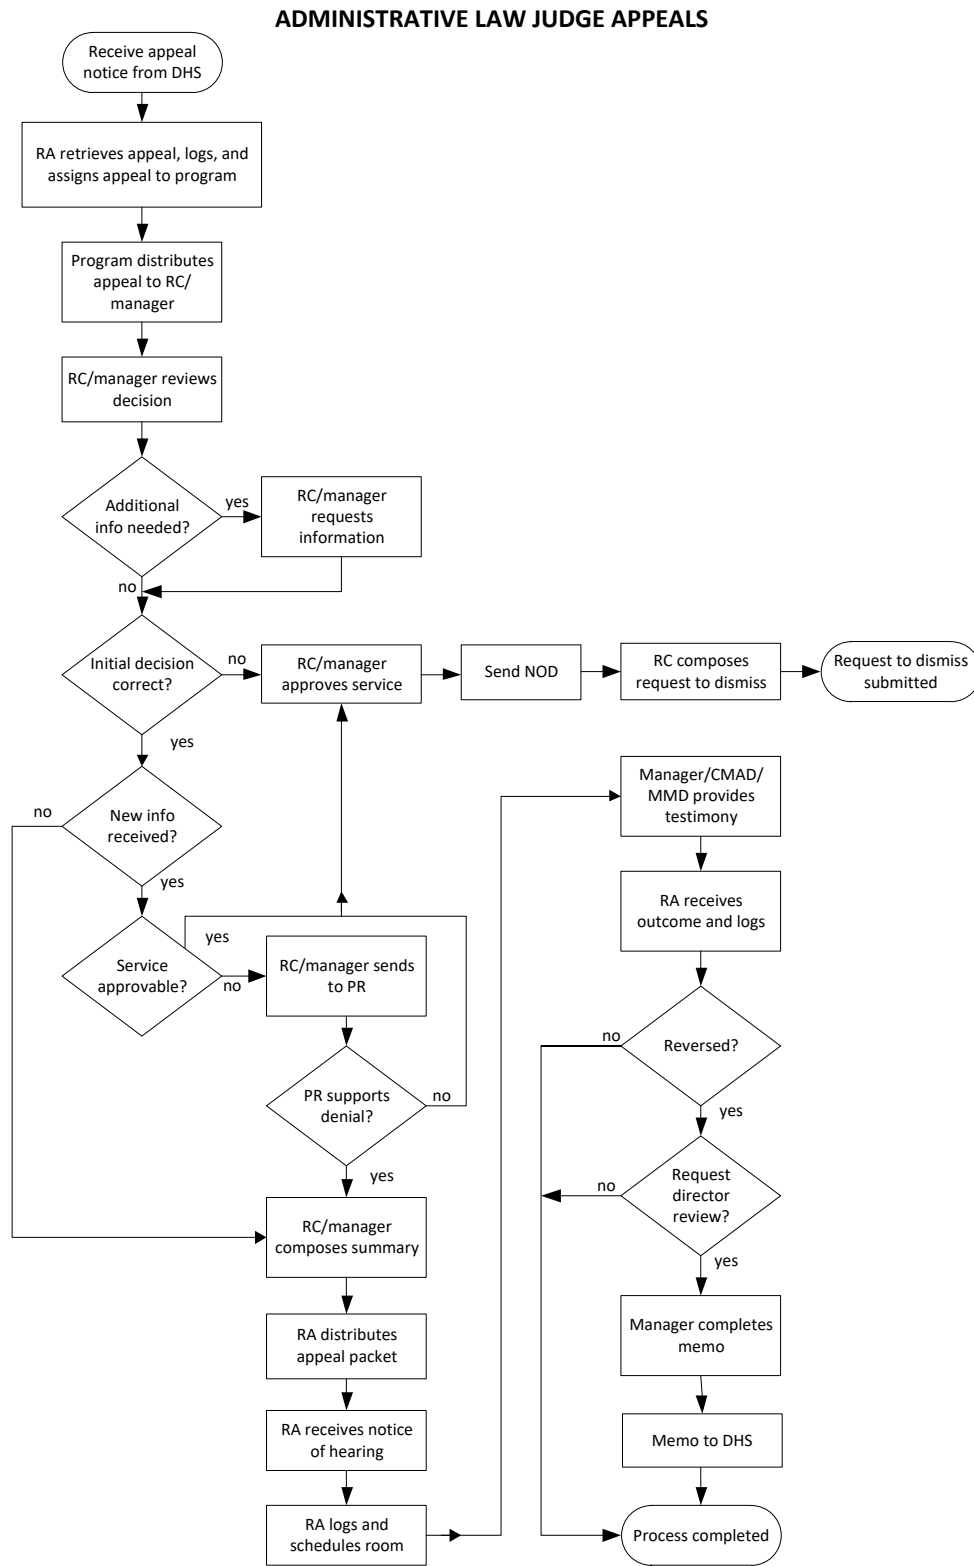 ADMINISTRATIVE LAW JUDGE APPEALS
Receive appeal
notice from DHS
RA retrieves appeal, logs, and
assigns appeal to program
Program distributes
appeal to RC/
manager
RC/manager reviews
decision
Additional
info needed?
yes
RC/manager
requests
information
no
Initial decision
correct?
no
RC/manager
approves service
Send NOD
RC composes
request to dismiss
Request to dismiss
submitted
yes
New info
received?
no
yes
Service
approvable?
yes
no
RC/manager sends
to PR
PR supports
denial?
no
yes
RC/manager
composes summary
RA distributes
appeal packet
RA receives notice
of hearing
RA logs and
schedules room
Manager/CMAD/
MMD provides
testimony
RA receives
outcome and logs
Reversed?
no
yes
Request
director
review?
no
yes
Manager completes
memo
Memo to DHS
Process completed